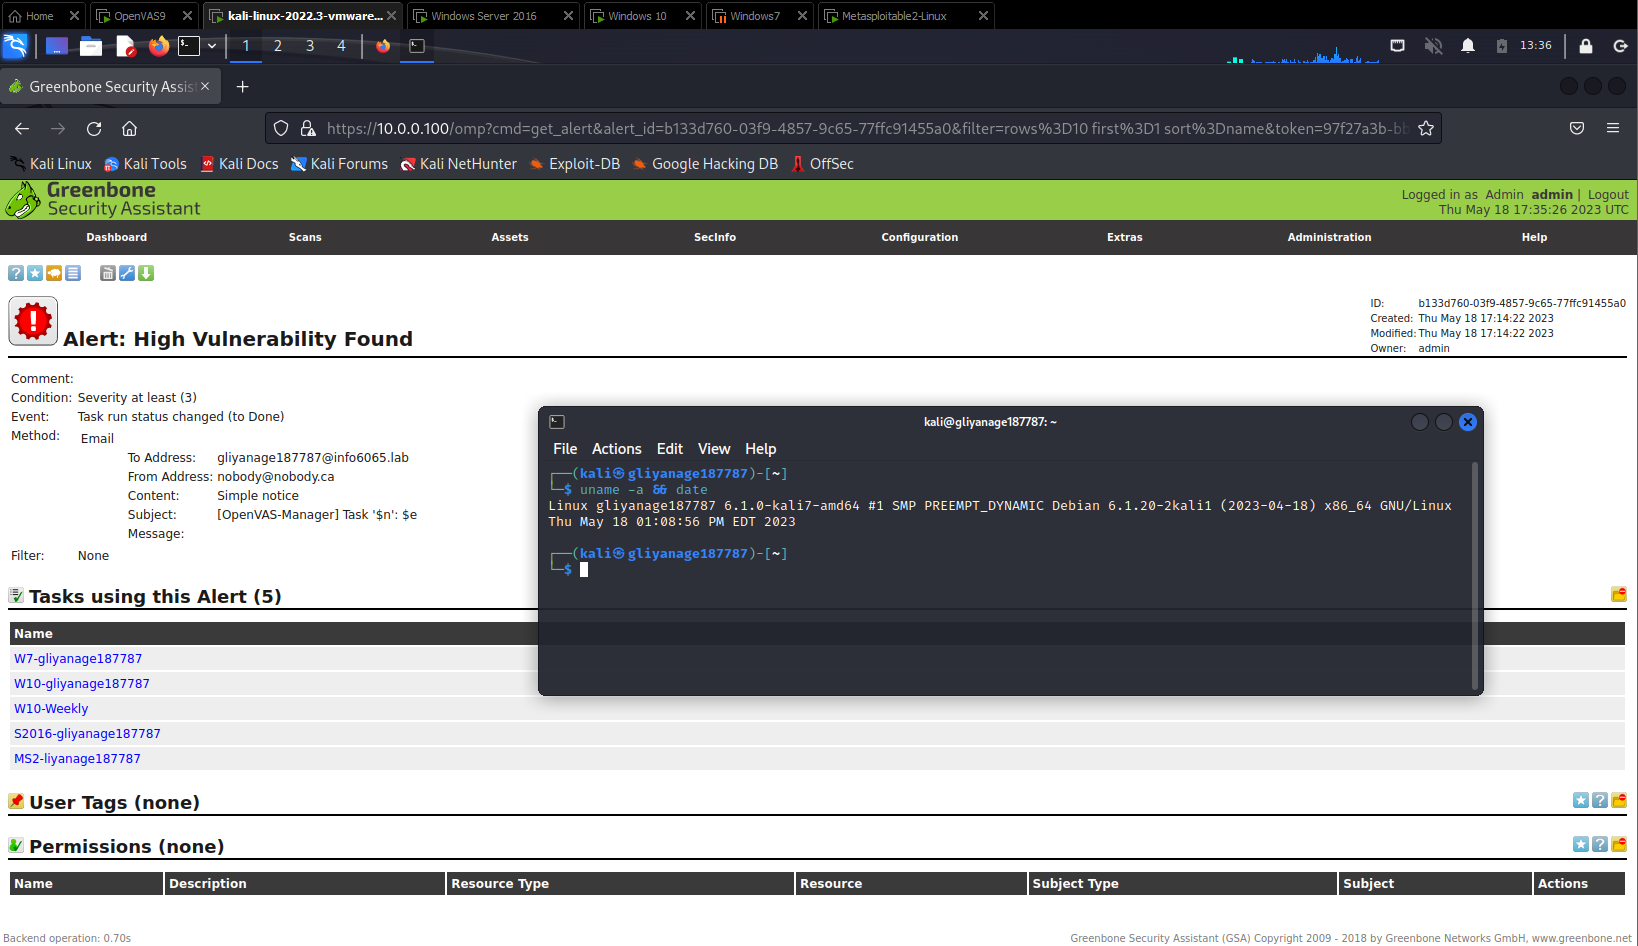 Home
OpenVAS9
kali-linux-2022.3-vmware...
Windows Server 2016
Windows 10
Windows7
Metasploitable2-Linux
1 2 3 4
13:36
Greenbone Security Assis
https://10.0.0.100/omp?cmd=get_alert&alert_id=b133d760-03f9-4857-9c65-77ffc91455a0&filter=rows%3D10 first%3D1 sort%3Dname&token=97f27a3b-bb
Kali Linux Kali Tools Kali Docs Kali Forums Kali NetHunter Exploit-DB Google Hacking DB OffSec
Greenbone
Security Assistant
Logged in as Admin admin | Logout
Thu May 18 17:35:26 2023 UTC
Dashboard Scans Assets SecInfo Configuration Extras Administration Help
Alert: High Vulnerability Found
ID: b133d760-03f9-4857-9c65-77ffc91455a0
Created: Thu May 18 17:14:22 2023
Modified: Thu May 18 17:14:22 2023
Owner: admin
Comment:
Condition: Severity at least (3)
Event: Task run status changed (to Done)
Method: Email
To Address: gliyanage187787@info6065.lab
From Address: nobody@nobody.ca
Content: Simple notice
Subject: [OpenVAS-Manager] Task '$n': $e
Message:
Filter: None
kali@gliyanage187787: ~
File Actions Edit View Help
┌──(kali㉿gliyanage187787)-[~]
└─$ uname -a && date
Linux gliyanage187787 6.1.0-kali7-amd64 #1 SMP PREEMPT_DYNAMIC Debian 6.1.20-2kali1 (2023-04-18) x86_64 GNU/Linux
Thu May 18 01:08:56 PM EDT 2023
┌──(kali㉿gliyanage187787)-[~]
└─$
Tasks using this Alert (5)
Name
W7-gliyanage187787
W10-gliyanage187787
W10-Weekly
S2016-gliyanage187787
MS2-liyanage187787
User Tags (none)
Permissions (none)
Name Description Resource Type Resource Subject Type Subject Actions
Backend operation: 0.70s
Greenbone Security Assistant (GSA) Copyright 2009 - 2018 by Greenbone Networks GmbH, www.greenbone.net